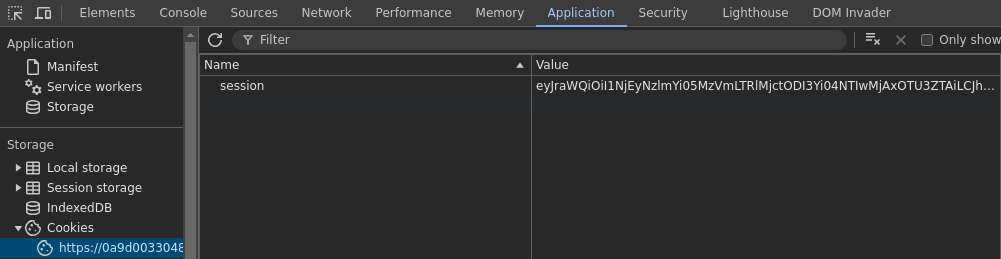 Elements Console Sources Network Performance Memory Application Security Lighthouse DOM Invader
Application
Manifest
Service workers
Storage
Storage
Local storage
Session storage
IndexedDB
Cookies
https://0a9d0033048
Filter
Only show
Name Value
session eyJraWQiOiI1NjEyNzlmYi05MzVmLTRlMjctODI3Yi04NTIwMjAxOTU3ZTAiLCJh…